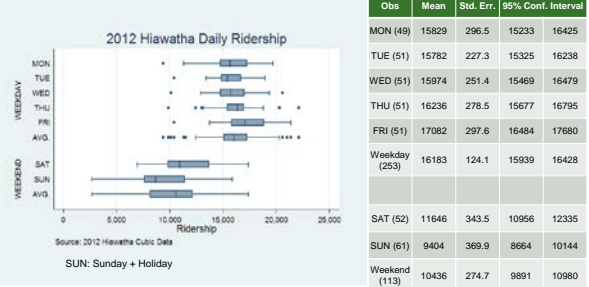 2012 Hiawatha Daily Ridership
WEEKDAY
MON
TUE
WED
THU
FRI
AVG
WEEKEND
SAT
SUN
AVG
0 5,000 10,000 15,000 20,000 25,000
Ridership
Source: 2012 Hiawatha Cubic Data
SUN: Sunday + Holiday
Obs Mean Std. Err. 95% Conf. Interval
MON (49) 15829 296.5 15233 16425
TUE (51) 15782 227.3 15325 16238
WED (51) 15974 251.4 15469 16479
THU (51) 16236 278.5 15677 16795
FRI (51) 17082 297.6 16484 17680
Weekday
(253) 16183 124.1 15939 16428
SAT (52) 11646 343.5 10956 12335
SUN (61) 9404 369.9 8664 10144
Weekend
(113) 10436 274.7 9891 10980